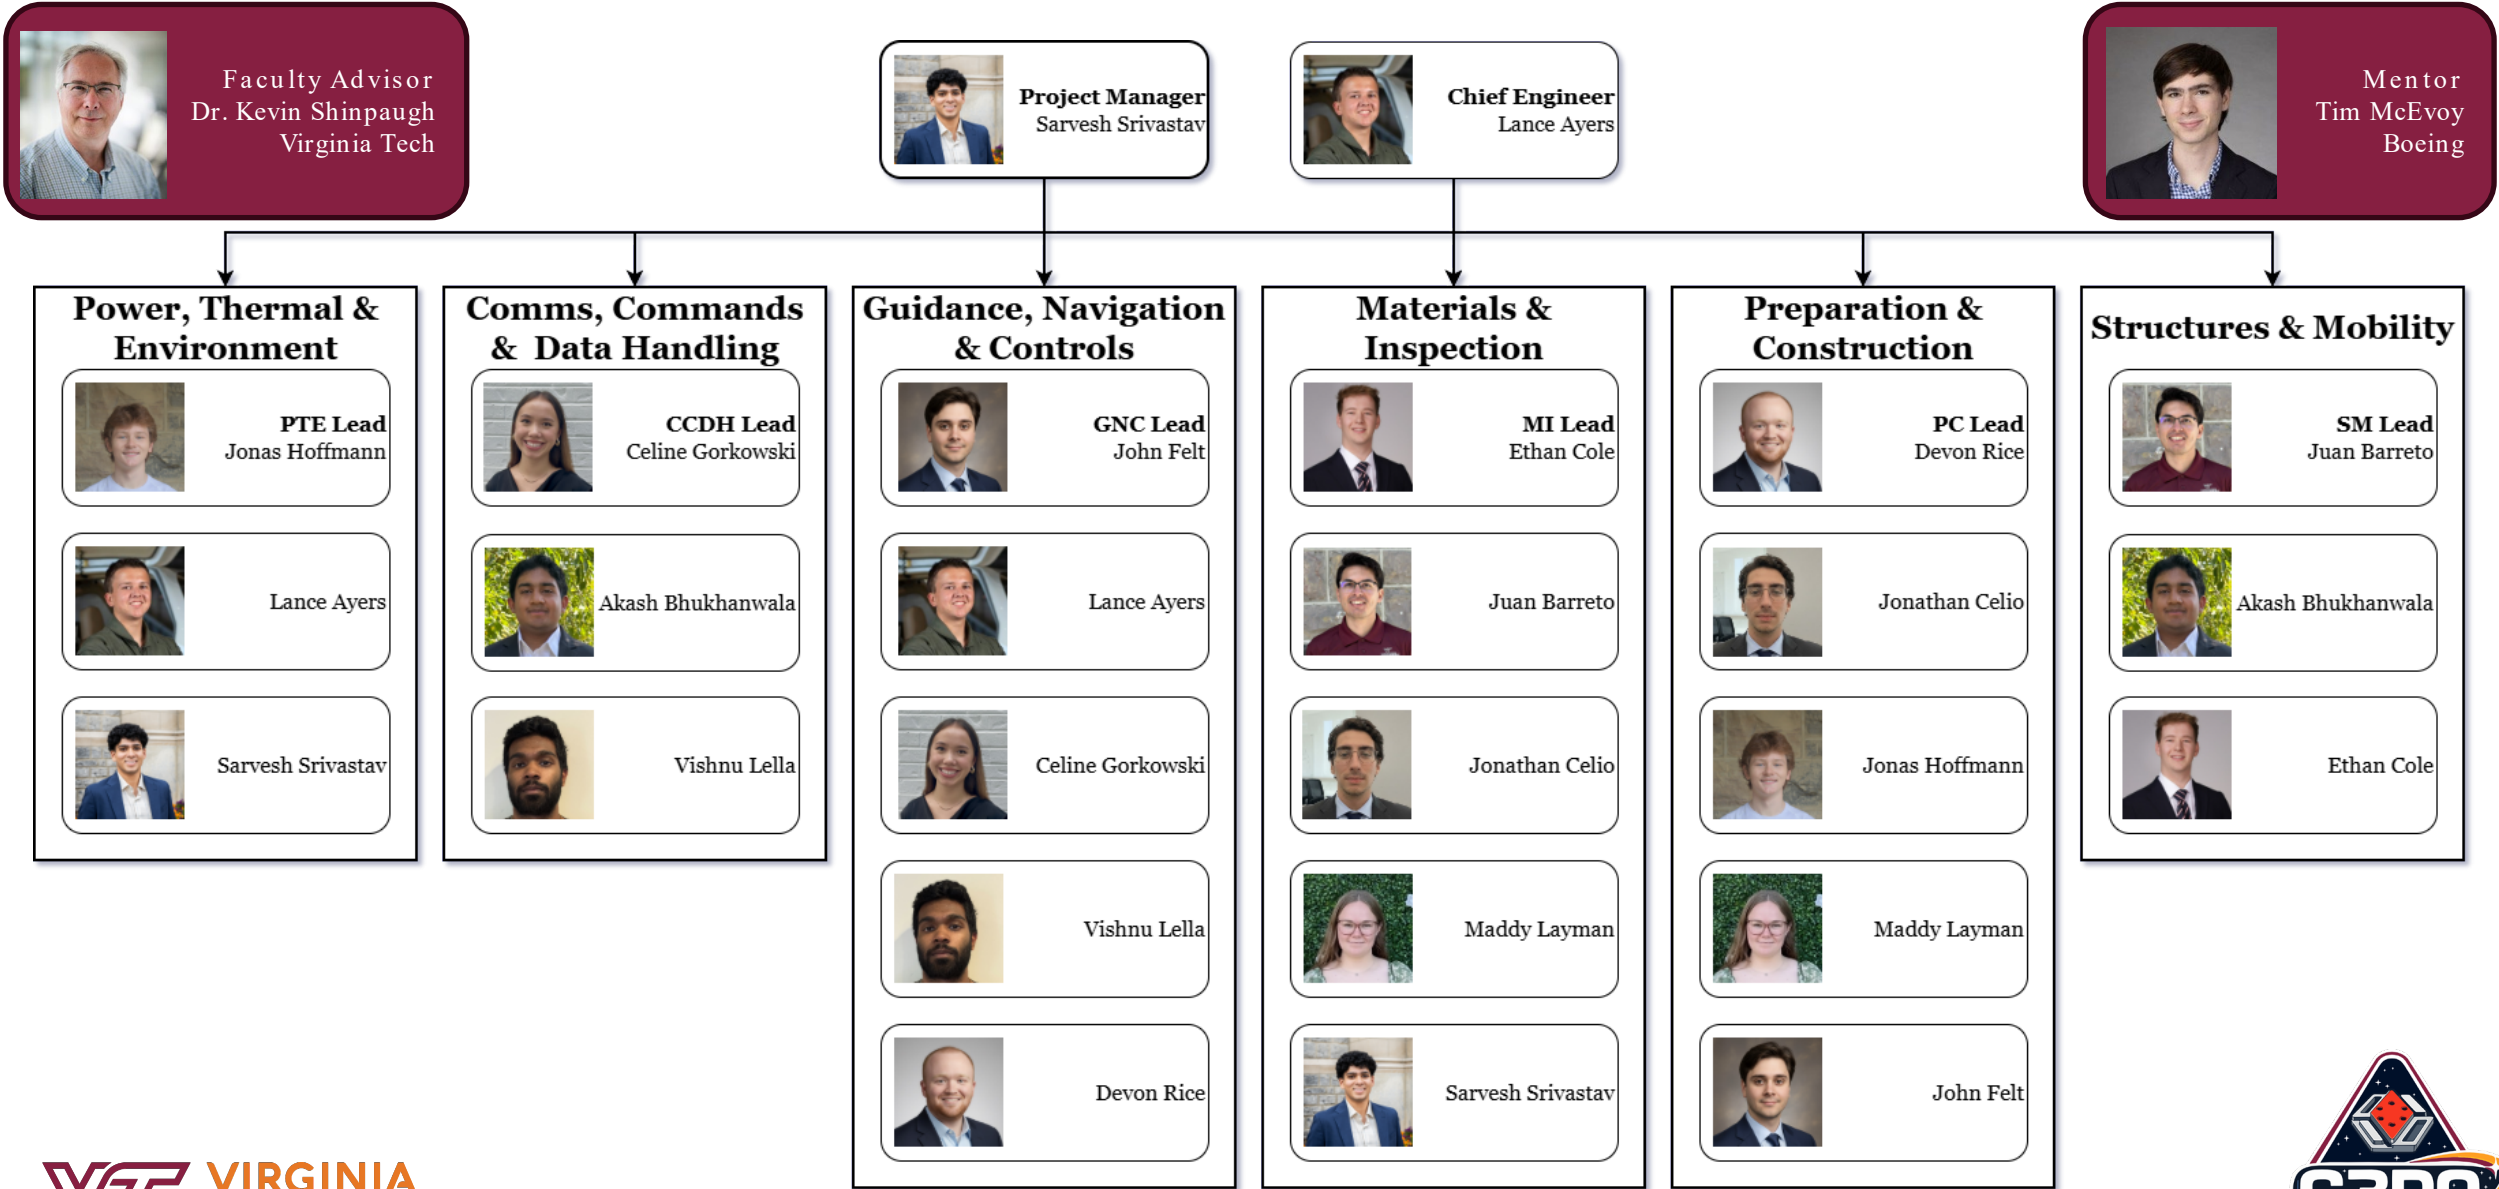 Faculty Advisor
Dr. Kevin Shinpaugh
Virginia Tech
Project Manager
Sarvesh Srivastav
Chief Engineer
Lance Ayers
Mentor
Tim McEvoy
Boeing
Power, Thermal &
Environment
PTE Lead
Jonas Hoffmann
Lance Ayers
Sarvesh Srivastav
Comms, Commands
& Data Handling
CCDH Lead
Celine Gorkowski
Akash Bhukhanwala
Vishnu Lella
Guidance, Navigation
& Controls
GNC Lead
John Felt
Lance Ayers
Celine Gorkowski
Vishnu Lella
Devon Rice
Materials &
Inspection
MI Lead
Ethan Cole
Juan Barreto
Jonathan Celio
Maddy Layman
Sarvesh Srivastav
Preparation &
Construction
PC Lead
Devon Rice
Jonathan Celio
Jonas Hoffmann
Maddy Layman
John Felt
Structures & Mobility
SM Lead
Juan Barreto
Akash Bhukhanwala
Ethan Cole
VIRGINIA